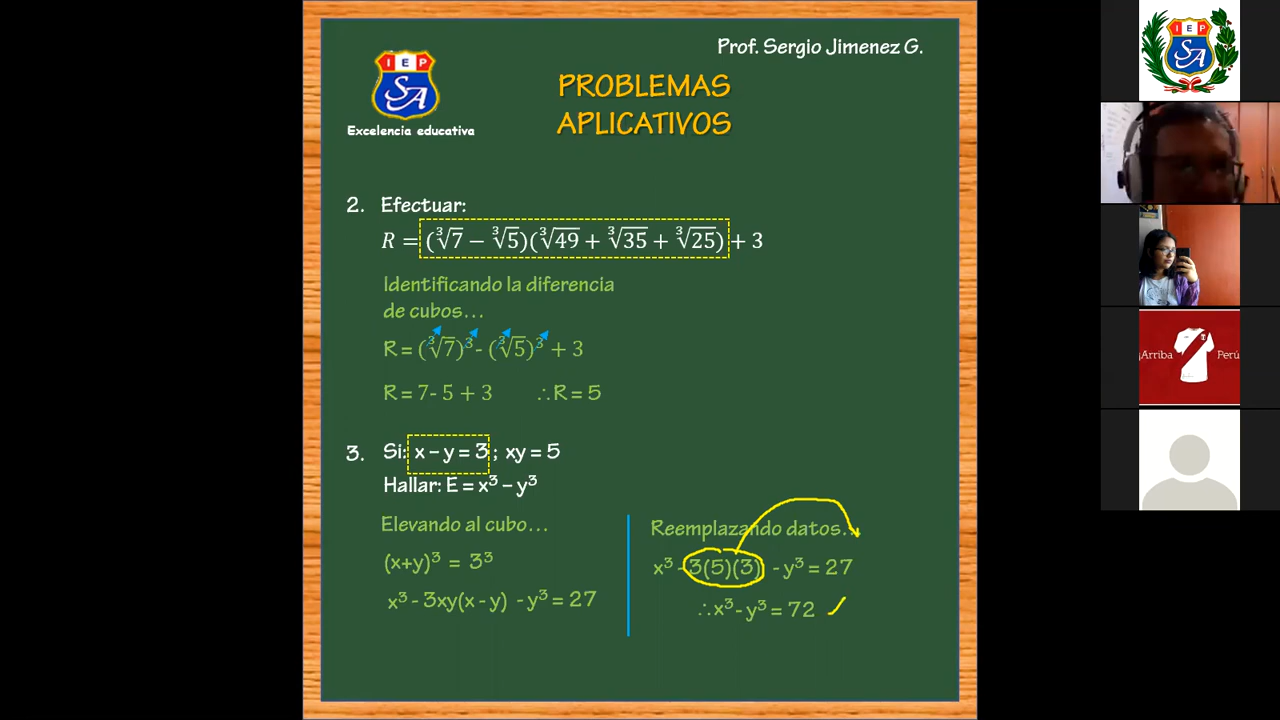 Prof. Sergio Jimenez G.
I E P
SA
Excelencia educativa
PROBLEMAS
APLICATIVOS
2. Efectuar:
R = (∛7 − ∛5)(∛49 + ∛35 + ∛25) + 3
Identificando la diferencia
de cubos...
R = (∛7)³ - (∛5)³ + 3
R = 7- 5 + 3 ∴R = 5
3. Si: x – y = 3 ; xy = 5
Hallar: E = x³ – y³
Elevando al cubo...
(x+y)³ = 3³
x³ - 3xy(x – y) - y³ = 27
Reemplazando datos...
x³ - 3(5)(3) - y³ = 27
∴x³ - y³ = 72
I E P
SA
¡Arriba Perú